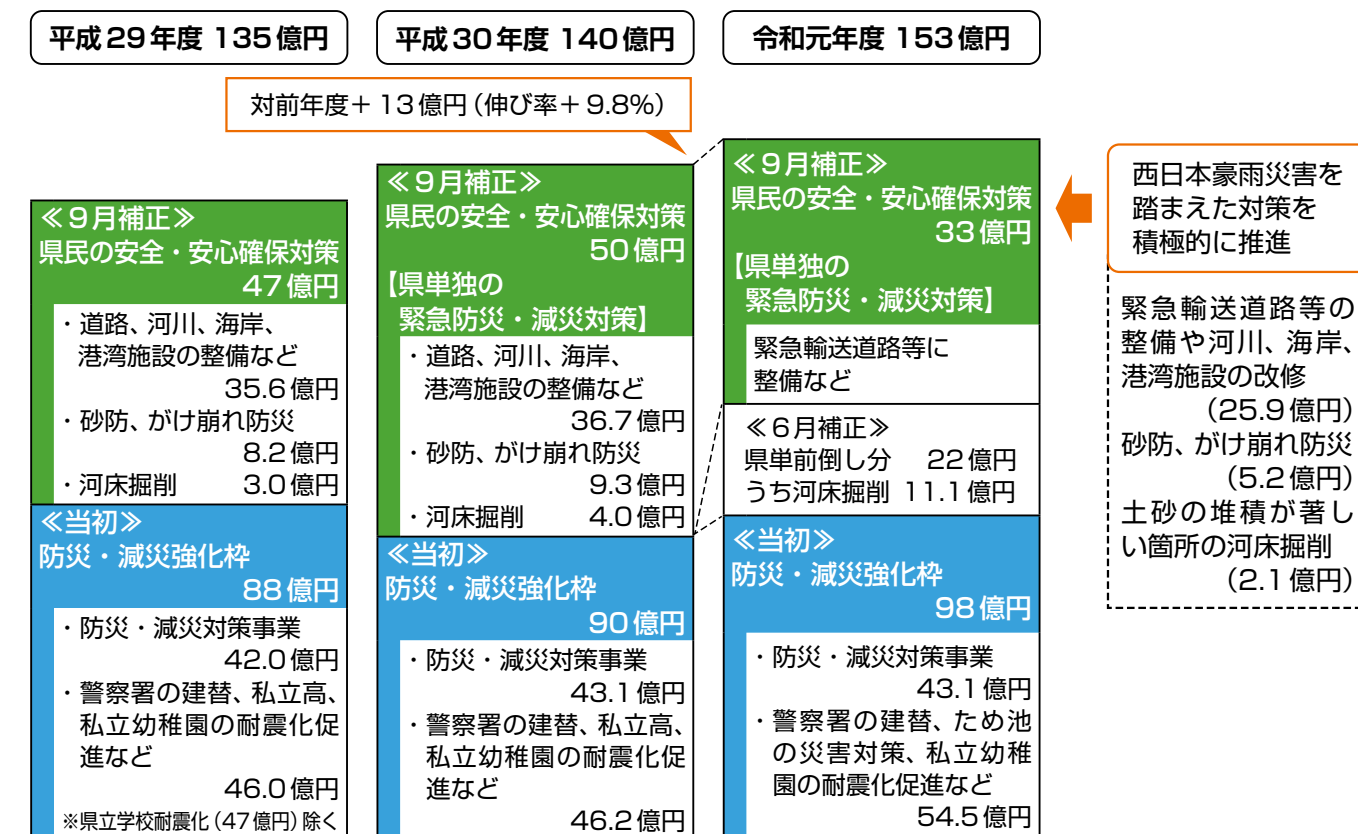 平成29年度 135億円
平成30年度 140億円
令和元年度 153億円
対前年度＋13億円（伸び率＋9.8%）
≪９月補正≫
県民の安全・安心確保対策
47億円
・道路、河川、海岸、
港湾施設の整備など
35.6億円
・砂防、がけ崩れ防災
8.2億円
・河床掘削 3.0億円
≪当初≫
防災・減災強化枠
88億円
・防災・減災対策事業
42.0億円
・警察署の建替、私立高、
私立幼稚園の耐震化促
進など
46.0億円
※県立学校耐震化（47億円）除く
≪９月補正≫
県民の安全・安心確保対策
50億円
【県単独の
緊急防災・減災対策】
・道路、河川、海岸、
港湾施設の整備など
36.7億円
・砂防、がけ崩れ防災
9.3億円
・河床掘削 4.0億円
≪当初≫
防災・減災強化枠
90億円
・防災・減災対策事業
43.1億円
・警察署の建替、私立高、
私立幼稚園の耐震化促
進など
46.2億円
≪９月補正≫
県民の安全・安心確保対策
33億円
【県単独の
緊急防災・減災対策】
緊急輸送道路等に
整備など
≪６月補正≫
県単前倒し分 22億円
うち河床掘削 11.1億円
≪当初≫
防災・減災強化枠
98億円
・防災・減災対策事業
43.1億円
・警察署の建替、ため池
の災害対策、私立幼稚
園の耐震化促進など
54.5億円
西日本豪雨災害を
踏まえた対策を
積極的に推進
緊急輸送道路等の
整備や河川、海岸、
港湾施設の改修
（25.9億円）
砂防、がけ崩れ防災
（5.2億円）
土砂の堆積が著し
い箇所の河床掘削
（2.1億円）